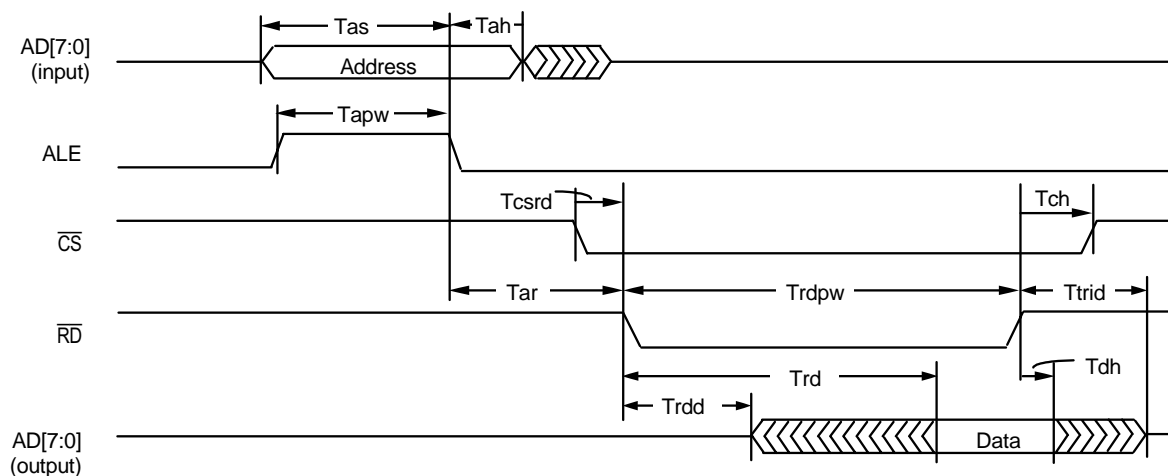 Tas
Tah
AD[7:0]
(input)
Address
Tapw
ALE
Tcsrd
Tch
CS
Tar
Trdpw
Ttrid
RD
Trd
Tdh
Trdd
AD[7:0]
(output)
Data